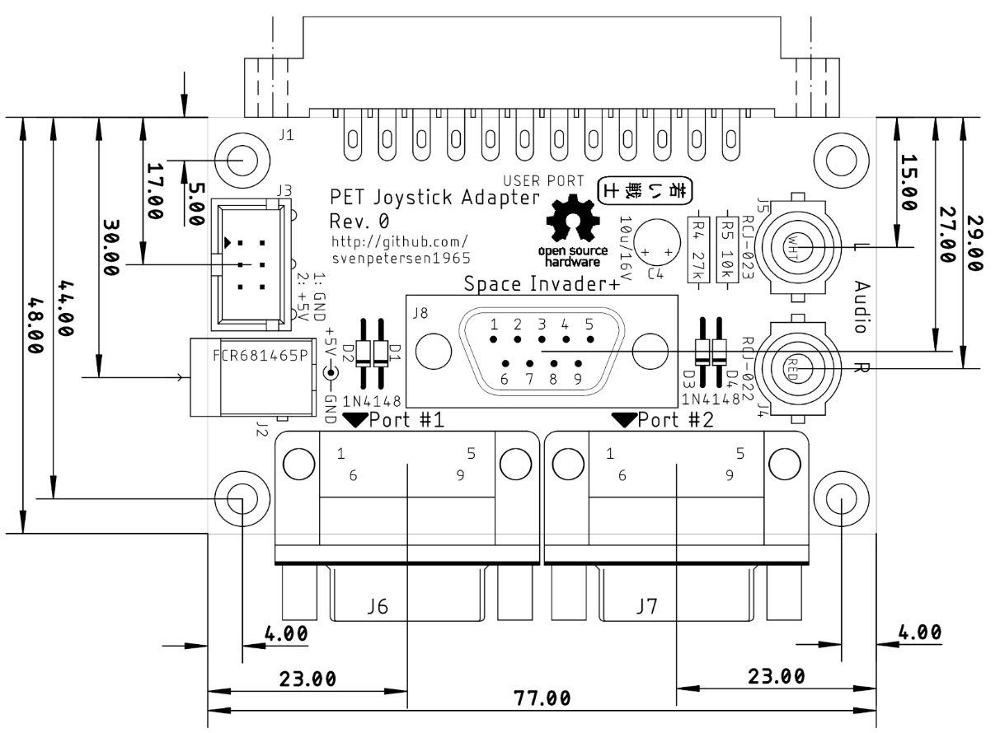 J1
USER PORT
若い戦士
J3
PET Joystick Adapter
Rev. 0
http://github.com/
svenpetersen1965
open source
hardware
10u/16V
C4
R4 27k
R5 10k
RCJ-023
J5
WHT
L
Audio
R
1: GND
2: +5V
Space Invader+
J8
1 2 3 4 5
6 7 8 9
FCR681465P
J2
+5V
GND
D2
D1
1N4148
D3
D4
1N4148
RCJ-022
J4
RED
Port #1
Port #2
1 5
6 9
1 5
6 9
J6
J7
5.00
17.00
30.00
44.00
48.00
15.00
27.00
29.00
4.00
4.00
23.00
23.00
77.00